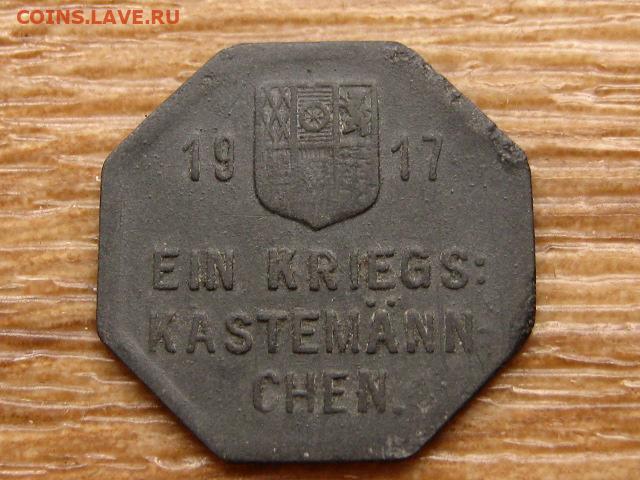 COINS.LAVE.RU
19 17
EIN KRIEGS:
KASTEMÄNN
CHEN.